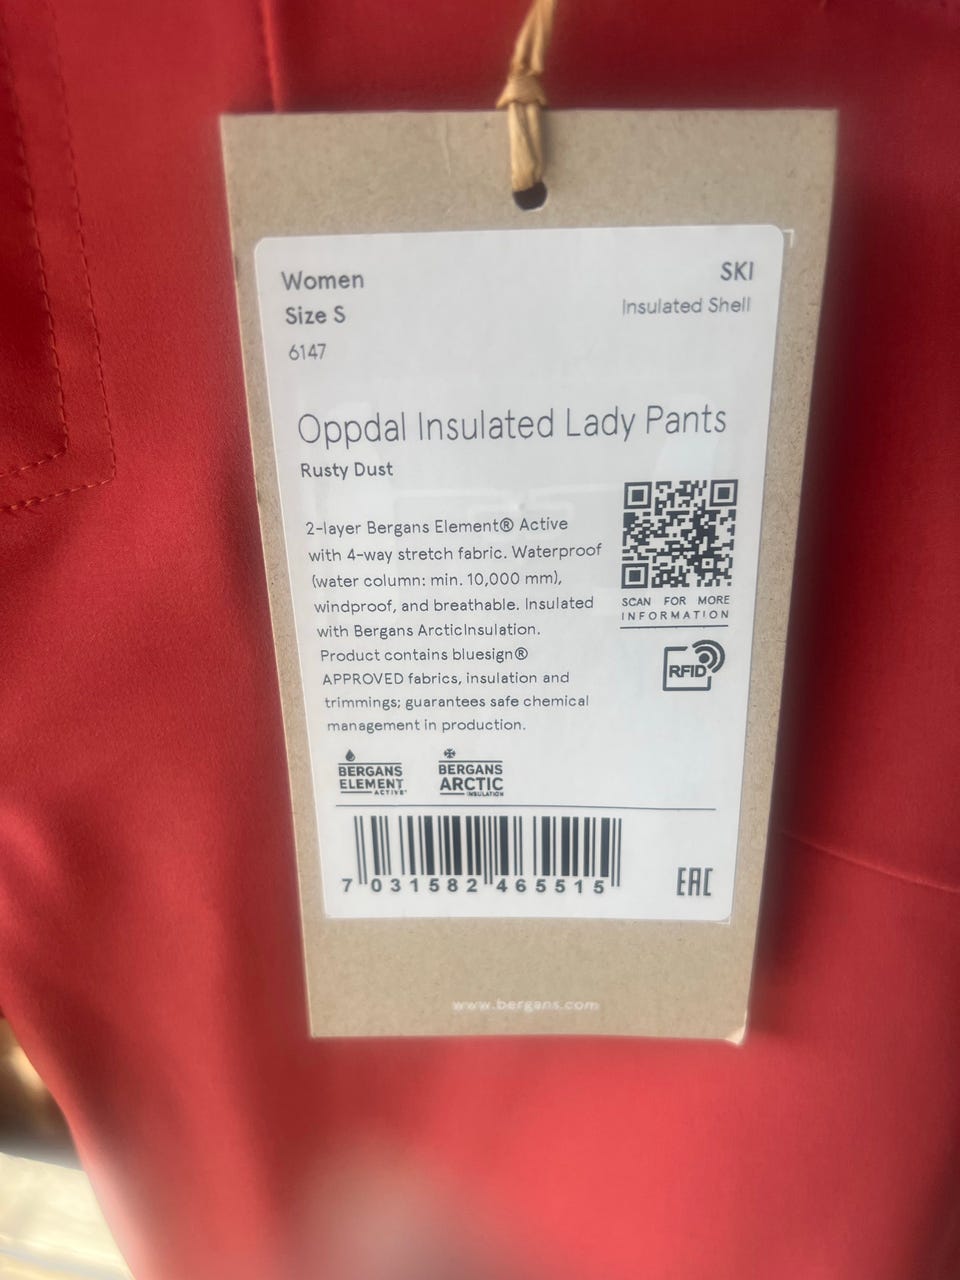 Women
SKI
Size S
Insulated Shell
6147
Oppdal Insulated Lady Pants
Rusty Dust
2-layer Bergans Element® Active
with 4-way stretch fabric. Waterproof
(water column: min. 10,000 mm),
windproof, and breathable. Insulated
with Bergans ArcticInsulation.
Product contains bluesign®
APPROVED fabrics, insulation and
trimmings; guarantees safe chemical
management in production.
SCAN FOR MORE
INFORMATION
RFID
BERGANS
ELEMENT
ACTIVE®
BERGANS
ARCTIC
INSULATION
7 031582 465515
EAC
www.bergans.com